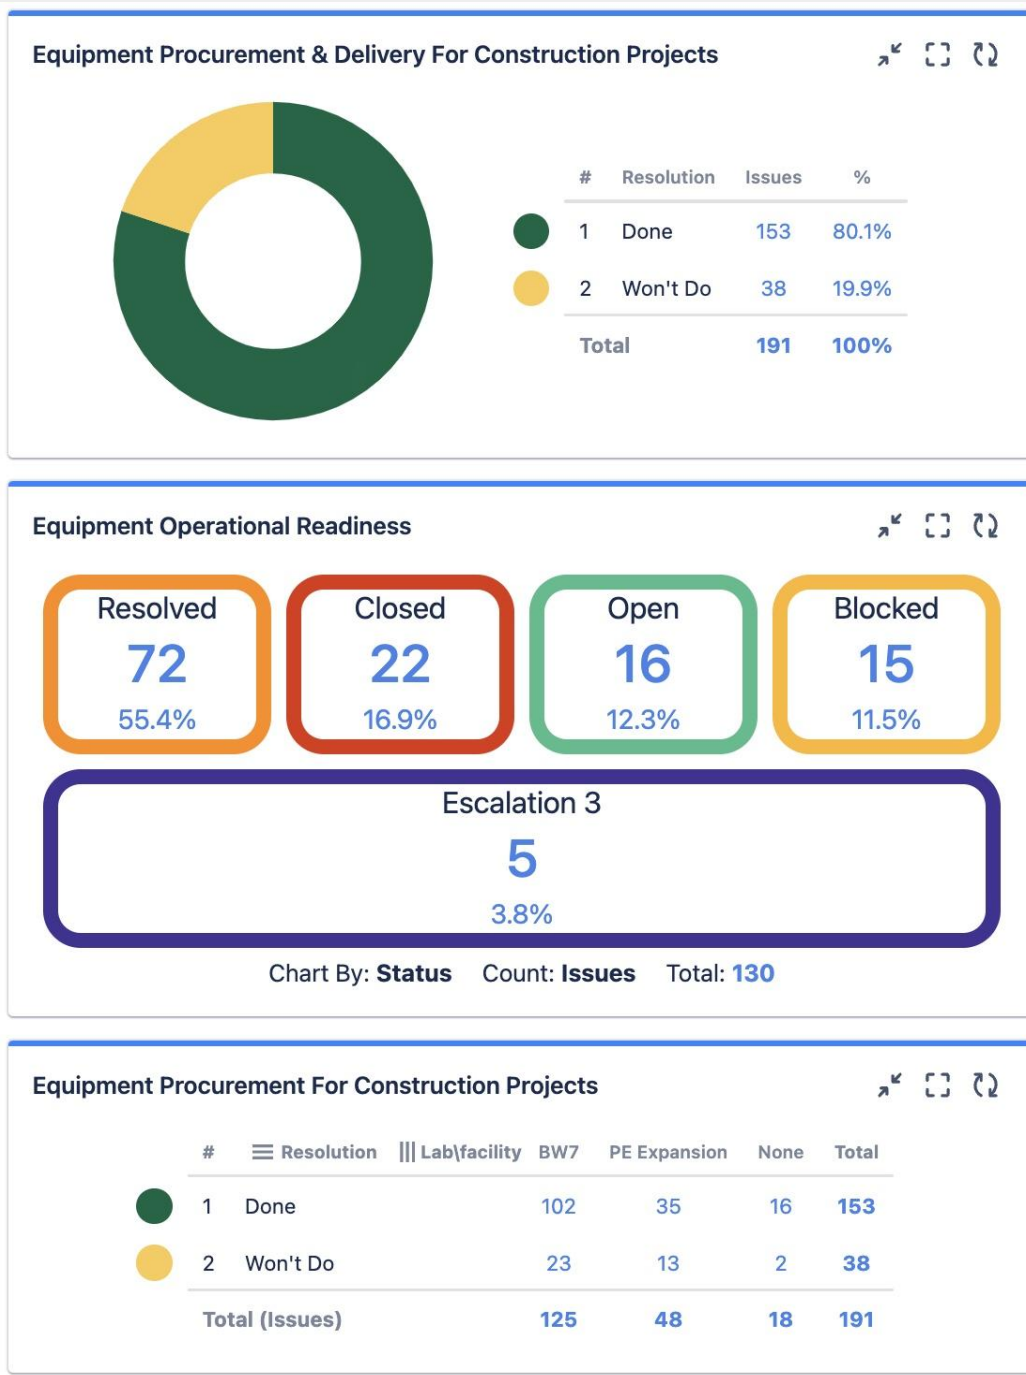 Equipment Procurement & Delivery For Construction Projects
# Resolution Issues %
1 Done 153 80.1%
2 Won't Do 38 19.9%
Total 191 100%
Equipment Operational Readiness
Resolved Closed Open Blocked
72 22 16 15
55.4% 16.9% 12.3% 11.5%
Escalation 3
5
3.8%
Chart By: Status Count: Issues Total: 130
Equipment Procurement For Construction Projects
# Resolution Lab\facility BW7 PE Expansion None Total
1 Done 102 35 16 153
2 Won't Do 23 13 2 38
Total (Issues) 125 48 18 191